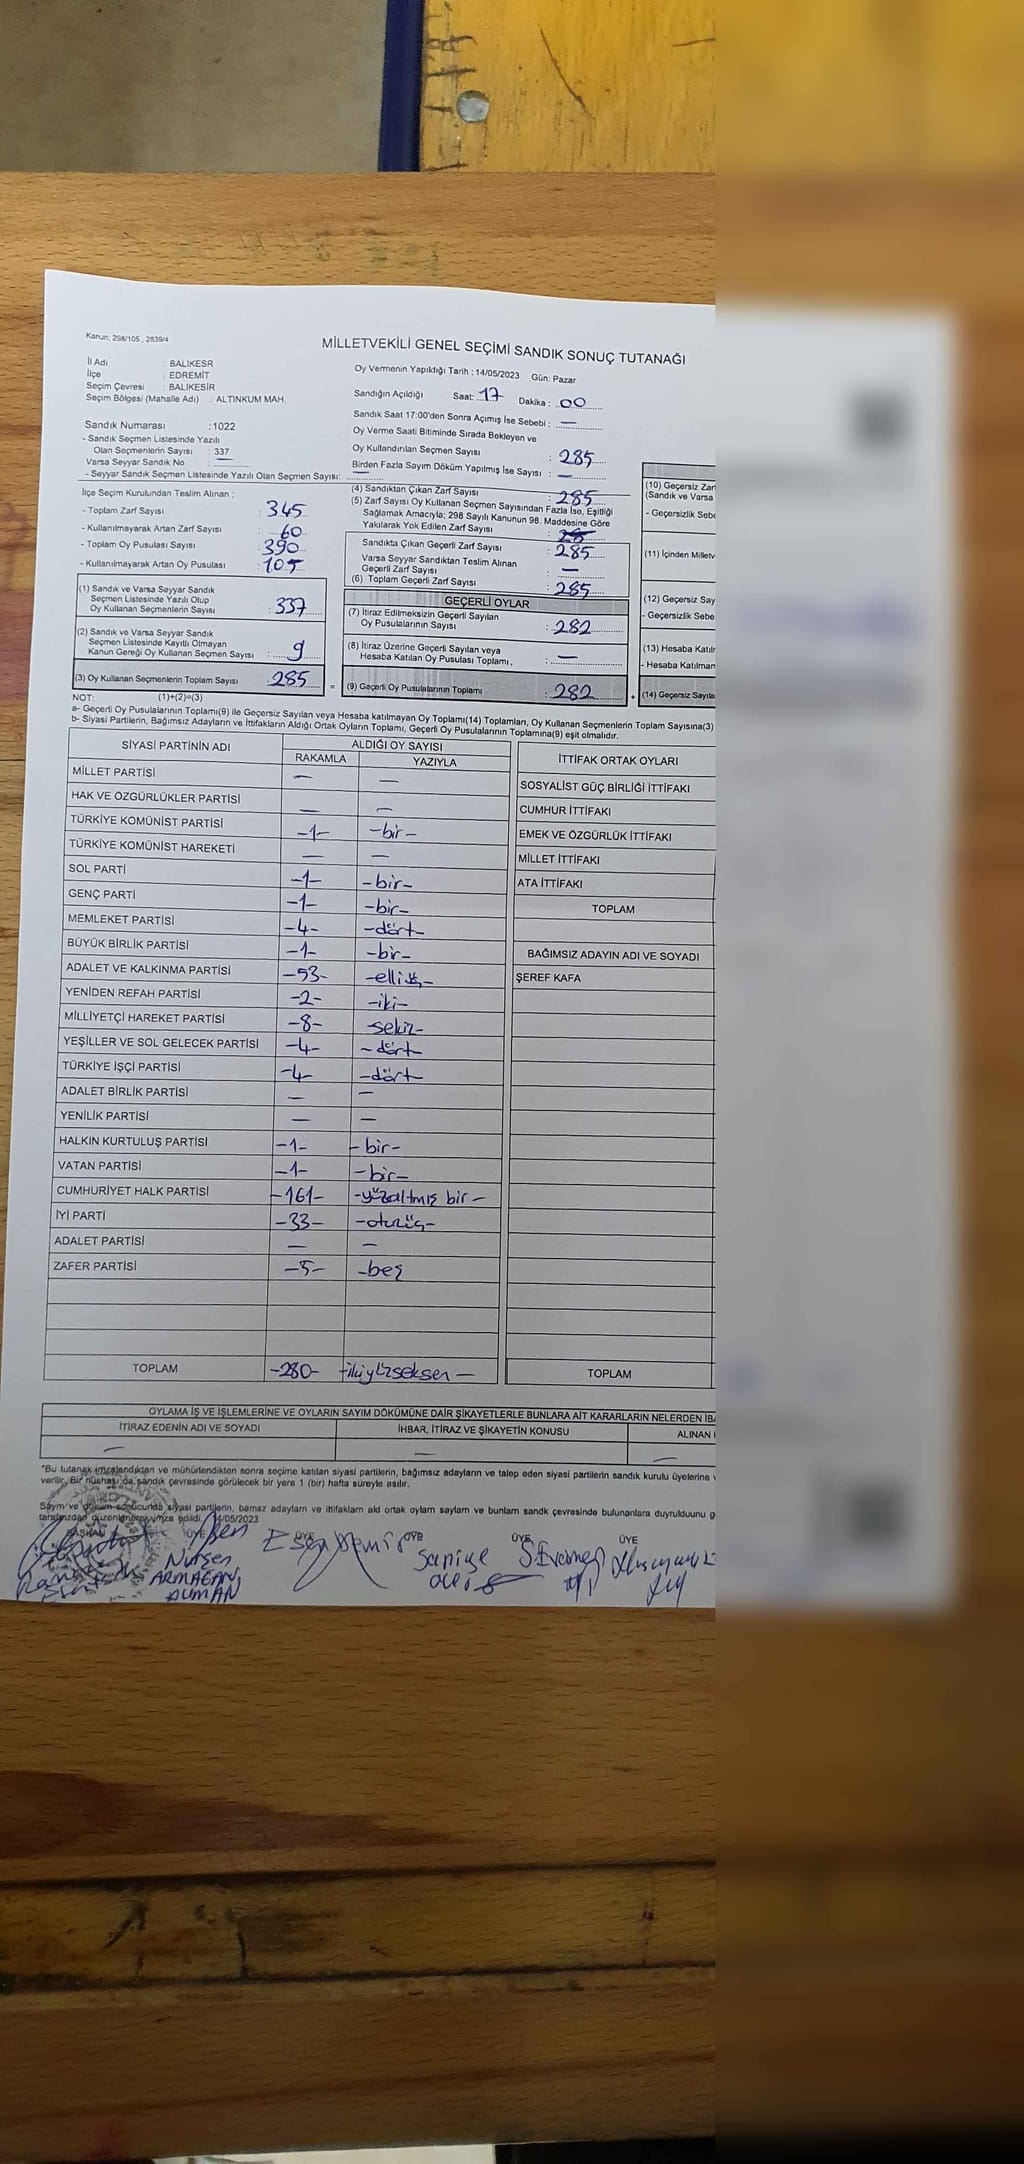 Kanun; 298/105 , 2839/4
MİLLETVEKİLİ GENEL SEÇİMİ SANDIK SONUÇ TUTANAĞI
İl Adı : BALIKESR
İlçe : EDREMİT
Seçim Çevresi : BALIKESİR
Seçim Bölgesi (Mahalle Adı) : ALTINKUM MAH.
Sandık Numarası :1022
- Sandık Seçmen Listesinde Yazılı
Olan Seçmenlerin Sayısı : 337
Varsa Seyyar Sandık No : —
- Seyyar Sandık Seçmen Listesinde Yazılı Olan Seçmen Sayısı: —
Oy Vermenin Yapıldığı Tarih : 14/05/2023 Gün: Pazar
Sandığın Açıldığı Saat: 17 Dakika : 00
Sandık Saat 17:00'den Sonra Açımış İse Sebebi : —
Oy Verme Saati Bitiminde Sırada Bekleyen ve
Oy Kullandırılan Seçmen Sayısı : 285
Birden Fazla Sayım Döküm Yapılmış İse Sayısı : —
İlçe Seçim Kurulundan Teslim Alınan ;
- Toplam Zarf Sayısı : 345
- Kullanılmayarak Artan Zarf Sayısı : 60
- Toplam Oy Pusulası Sayısı : 390
- Kullanılmayarak Artan Oy Pusulası : 105
(1) Sandık ve Varsa Seyyar Sandık
Seçmen Listesinde Yazılı Olup
Oy Kullanan Seçmenlerin Sayısı : 337
(2) Sandık ve Varsa Seyyar Sandık
Seçmen Listesinde Kayıtlı Olmayan
Kanun Gereği Oy Kullanan Seçmen Sayısı : 9
(3) Oy Kullanan Seçmenlerin Toplam Sayısı : 285
(4) Sandıktan Çıkan Zarf Sayısı : 285
(5) Zarf Sayısı Oy Kullanan Seçmen Sayısından Fazla İse, Eşitliği
Sağlamak Amacıyla; 298 Sayılı Kanunun 98. Maddesine Göre
Yakılarak Yok Edilen Zarf Sayısı :
Sandıkta Çıkan Geçerli Zarf Sayısı : 285
Varsa Seyyar Sandıktan Teslim Alınan
Geçerli Zarf Sayısı : —
(6) Toplam Geçerli Zarf Sayısı : 285
GEÇERLİ OYLAR
(7) İtiraz Edilmeksizin Geçerli Sayılan
Oy Pusulalarının Sayısı : 282
(8) İtiraz Üzerine Geçerli Sayılan veya
Hesaba Katılan Oy Pusulası Toplamı, : —
= (9) Geçerli Oy Pusulalarının Toplamı : 282 +
(10) Geçersiz Zar
(Sandık ve Varsa
- Geçersizlik Sebe
(11) İçinden Milletv
(12) Geçersiz Say
- Geçersizlik Sebe
(13) Hesaba Katılr
- Hesaba Katılmar
(14) Geçersiz Sayıla
NOT: (1)+(2)=(3)
a- Geçerli Oy Pusulalarının Toplamı(9) ile Geçersiz Sayılan veya Hesaba katılmayan Oy Toplamı(14) Toplamları, Oy Kullanan Seçmenlerin Toplam Sayısına(3)
b- Siyasi Partilerin, Bağımsız Adayların ve İttifakların Aldığı Ortak Oyların Toplamı, Geçerli Oy Pusulalarının Toplamına(9) eşit olmalıdır.
SİYASİ PARTİNİN ADI ALDIĞI OY SAYISI
RAKAMLA YAZIYLA
MİLLET PARTİSİ — —
HAK VE ÖZGÜRLÜKLER PARTİSİ — —
TÜRKİYE KOMÜNİST PARTİSİ -1- -bir-
TÜRKİYE KOMÜNİST HAREKETİ — —
SOL PARTİ -1- -bir-
GENÇ PARTİ -1- -bir-
MEMLEKET PARTİSİ -4- -dört
BÜYÜK BİRLİK PARTİSİ -1- -bir-
ADALET VE KALKINMA PARTİSİ -53- -elliüç-
YENİDEN REFAH PARTİSİ -2- -iki-
MİLLİYETÇİ HAREKET PARTİSİ -8- -sekiz-
YEŞİLLER VE SOL GELECEK PARTİSİ -4- -dört
TÜRKİYE İŞÇİ PARTİSİ -4- -dört
ADALET BİRLİK PARTİSİ — —
YENİLİK PARTİSİ — —
HALKIN KURTULUŞ PARTİSİ -1- -bir-
VATAN PARTİSİ -1- -bir-
CUMHURİYET HALK PARTİSİ -161- -yüzaltmış bir-
İYİ PARTİ -33- -otuzüç-
ADALET PARTİSİ — —
ZAFER PARTİSİ -5- -beş
TOPLAM -280- -ikiyüzseksen-
İTTİFAK ORTAK OYLARI
SOSYALİST GÜÇ BİRLİĞİ İTTİFAKI
CUMHUR İTTİFAKI
EMEK VE ÖZGÜRLÜK İTTİFAKI
MİLLET İTTİFAKI
ATA İTTİFAKI
TOPLAM
BAĞIMSIZ ADAYIN ADI VE SOYADI
ŞEREF KAFA
TOPLAM
OYLAMA İŞ VE İŞLEMLERİNE VE OYLARIN SAYIM DÖKÜMÜNE DAİR ŞİKAYETLERLE BUNLARA AİT KARARLARIN NELERDEN İBA
İTİRAZ EDENİN ADI VE SOYADI İHBAR, İTİRAZ VE ŞİKAYETİN KONUSU ALINAN
— — —
*Bu tutanak imzalandıktan ve mühürlendikten sonra seçime katılan siyasi partilerin, bağımsız adayların ve talep eden siyasi partilerin sandık kurulu üyelerine v
verilir. Bir nüshası da sandık çevresinde görülecek bir yere 1 (bir) hafta süreyle asılır.
Sayım ve döküm sonucunda siyasi partilerin, bamsz adaylarn ve ittifaklarn ald ortak oylarn saylarn ve bunlarn sandk çevresinde bulunanlara duyrulduunu g
tarafmzdan düzenlenerek imza edildi. 14/05/2023
BAŞKAN ÜYE ÜYE ÜYE ÜYE ÜYE
Nurşen
ARMAĞAN
DUMAN
Esen Demir
Saniye